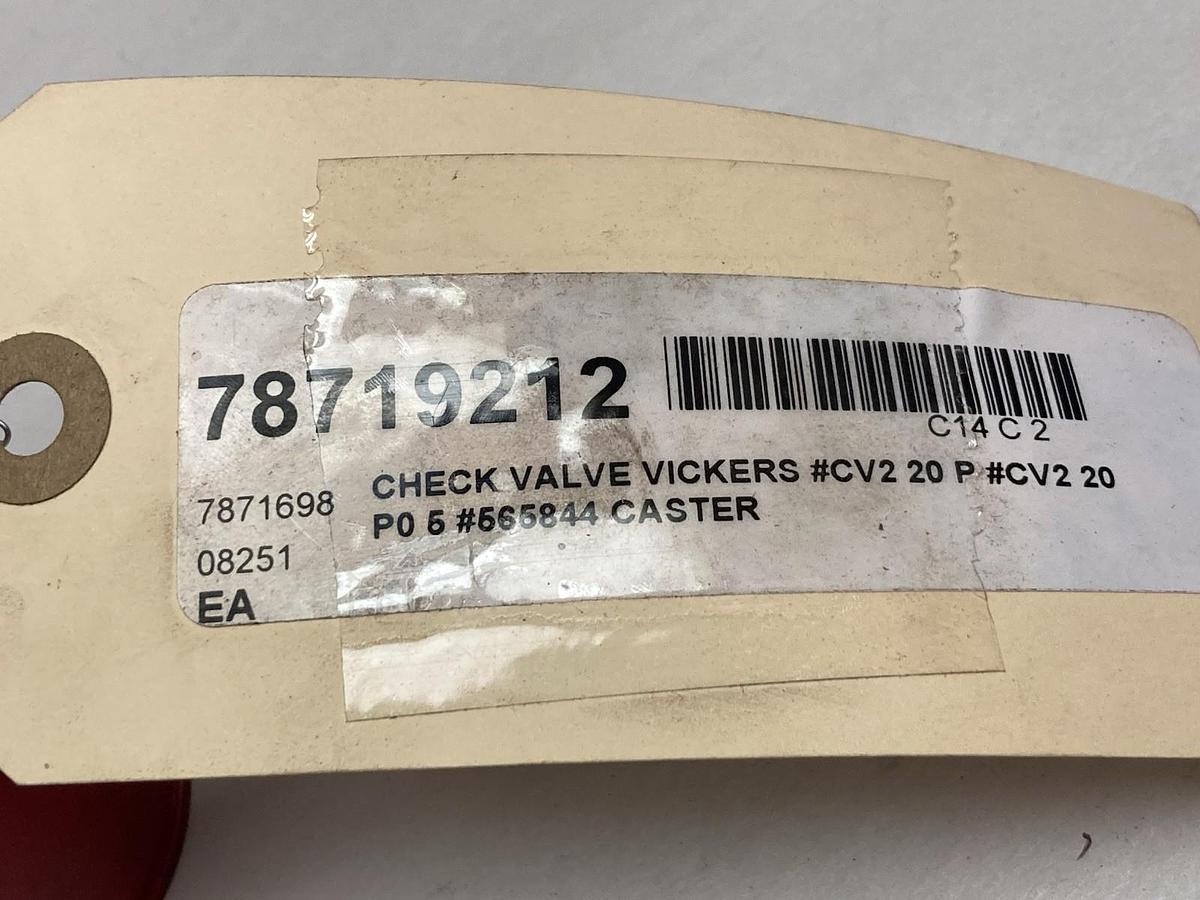 78719212
C14 C 2
CHECK VALVE VICKERS #CV2 20 P #CV2 20
P0 5 #565844 CASTER
7871698
08251
EA